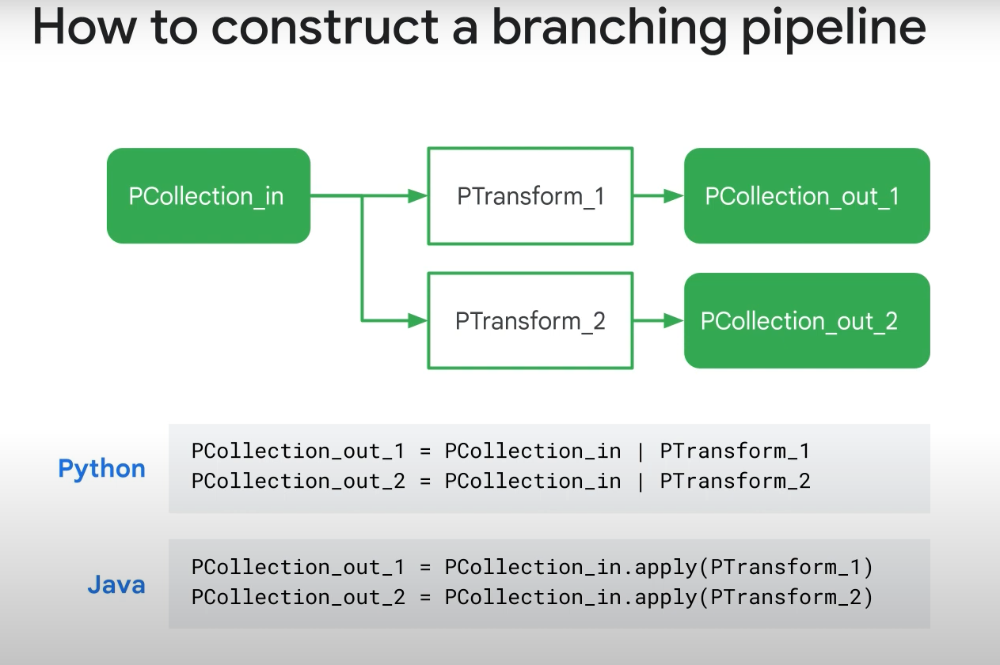 How to construct a branching pipeline
PCollection_in
PTransform_1
PCollection_out_1
PTransform_2
PCollection_out_2
Python
PCollection_out_1 = PCollection_in | PTransform_1
PCollection_out_2 = PCollection_in | PTransform_2
Java
PCollection_out_1 = PCollection_in.apply(PTransform_1)
PCollection_out_2 = PCollection_in.apply(PTransform_2)